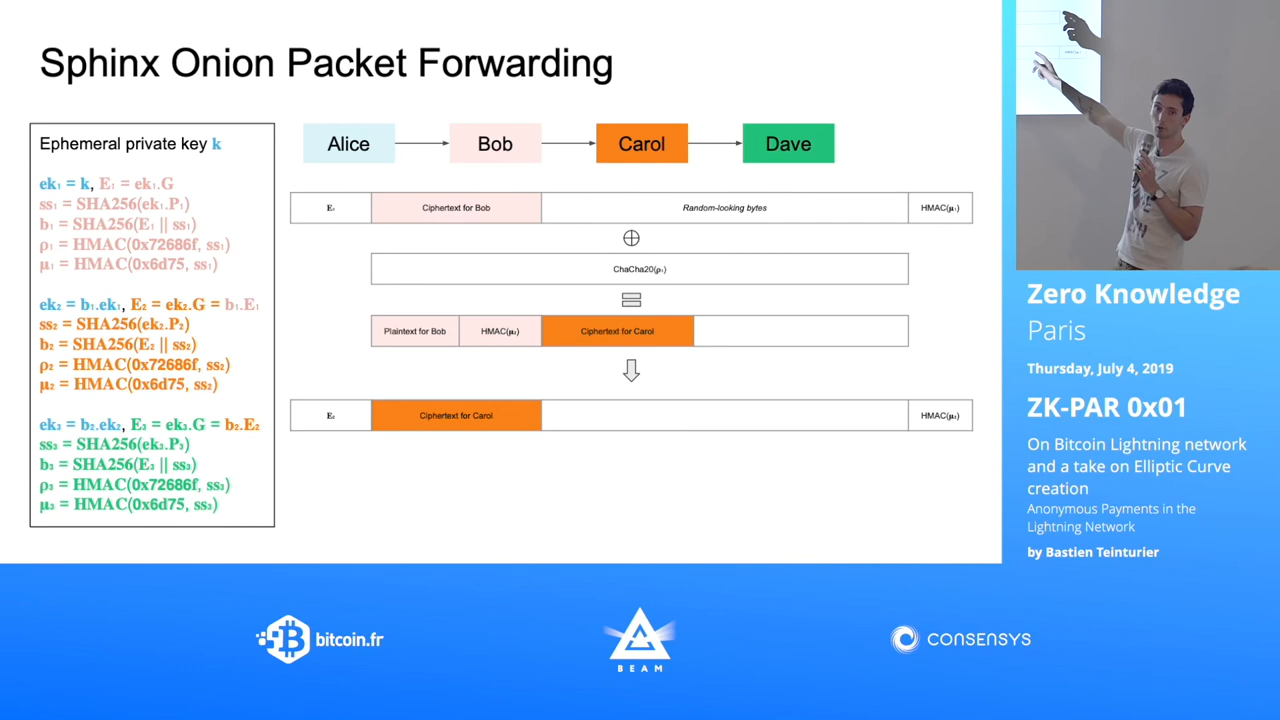 Sphinx Onion Packet Forwarding
Ephemeral private key k
ek₁ = k, E₁ = ek₁.G
ss₁ = SHA256(ek₁.P₁)
b₁ = SHA256(E₁ || ss₁)
ρ₁ = HMAC(0x72686f, ss₁)
μ₁ = HMAC(0x6d75, ss₁)
ek₂ = b₁.ek₁, E₂ = ek₂.G = b₁.E₁
ss₂ = SHA256(ek₂.P₂)
b₂ = SHA256(E₂ || ss₂)
ρ₂ = HMAC(0x72686f, ss₂)
μ₂ = HMAC(0x6d75, ss₂)
ek₃ = b₂.ek₂, E₃ = ek₃.G = b₂.E₂
ss₃ = SHA256(ek₃.P₃)
b₃ = SHA256(E₃ || ss₃)
ρ₃ = HMAC(0x72686f, ss₃)
μ₃ = HMAC(0x6d75, ss₃)
Alice Bob Carol Dave
E₁ Ciphertext for Bob Random-looking bytes HMAC(μ₁)
ChaCha20(ρ₁)
Plaintext for Bob HMAC(μ₂) Ciphertext for Carol
E₂ Ciphertext for Carol HMAC(μ₂)
Zero Knowledge
Paris
Thursday, July 4, 2019
ZK-PAR 0x01
On Bitcoin Lightning network
and a take on Elliptic Curve
creation
Anonymous Payments in the
Lightning Network
by Bastien Teinturier
bitcoin.fr
BEAM
CONSENSYS